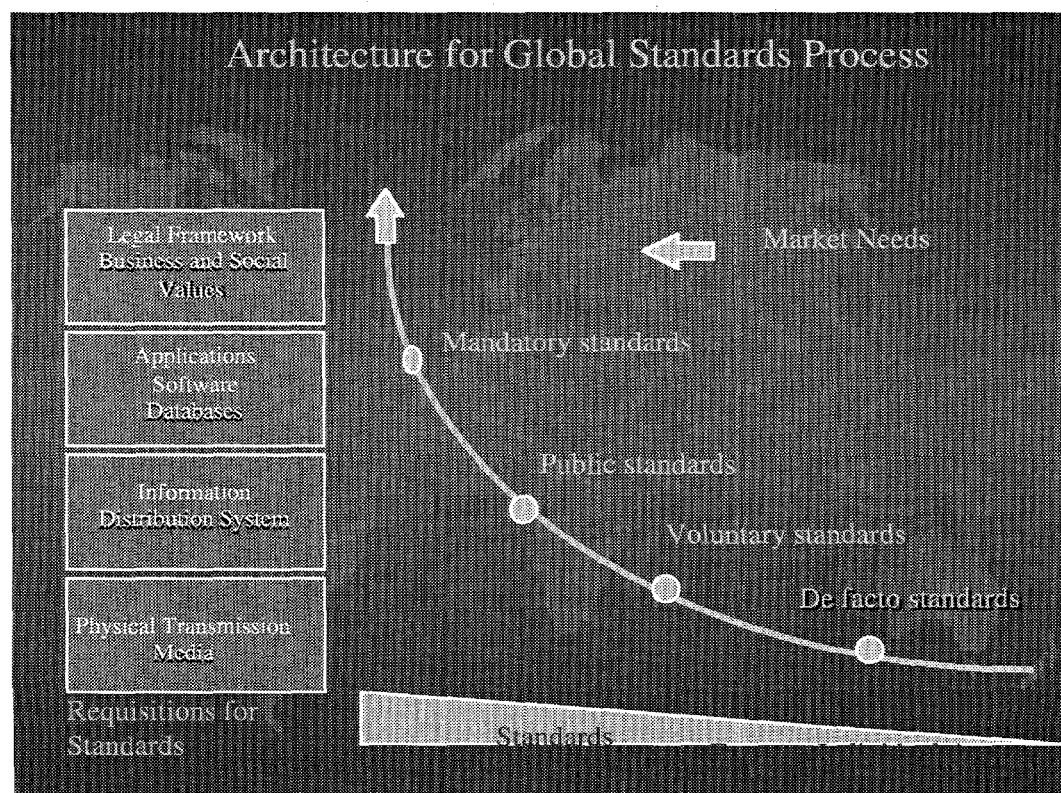 Architecture for Global Standards Process
Legal Framework
Business and Social
Values
Market Needs
Applications
Software
Databases
Mandatory standards
Information
Distribution System
Public standards
Voluntary standards
De facto standards
Physical Transmission
Media
Requisitions for
Standards
Standards